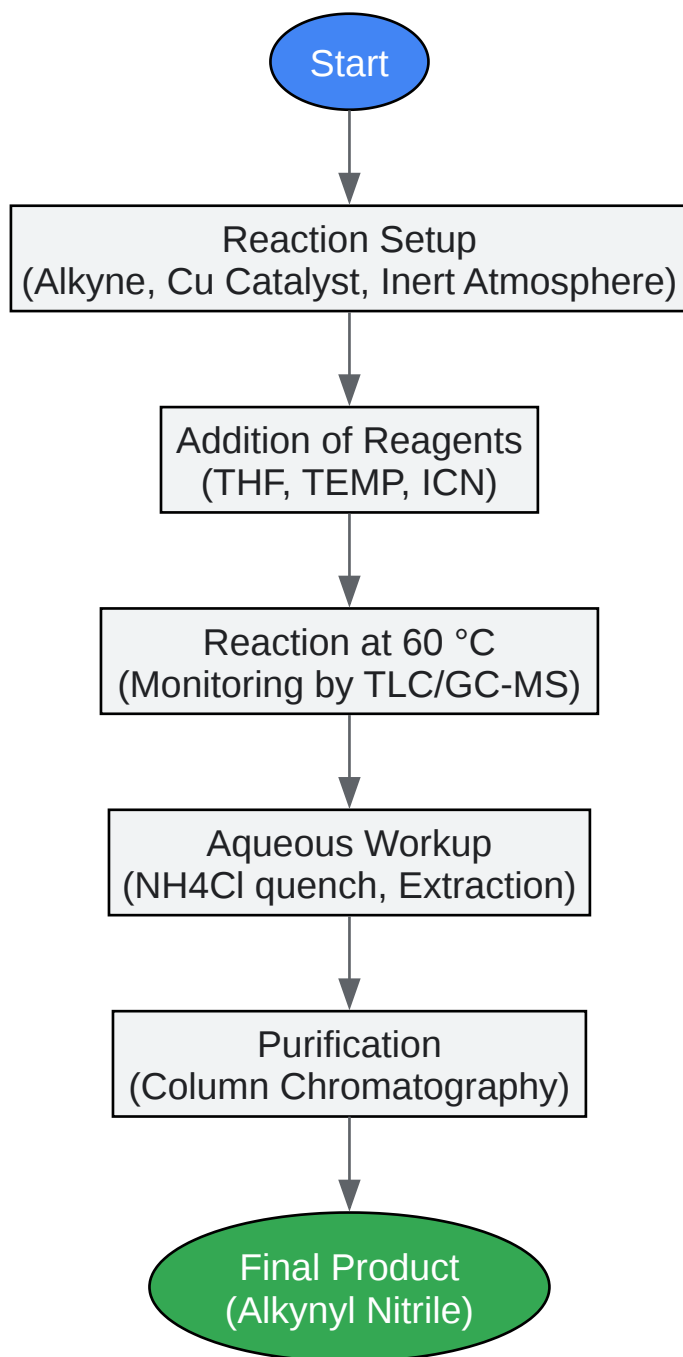 Start
Reaction Setup
(Alkyne, Cu Catalyst, Inert Atmosphere)
Addition of Reagents
(THF, TEMP, ICN)
Reaction at 60 °C
(Monitoring by TLC/GC-MS)
Aqueous Workup
(NH4Cl quench, Extraction)
Purification
(Column Chromatography)
Final Product
(Alkynyl Nitrile)